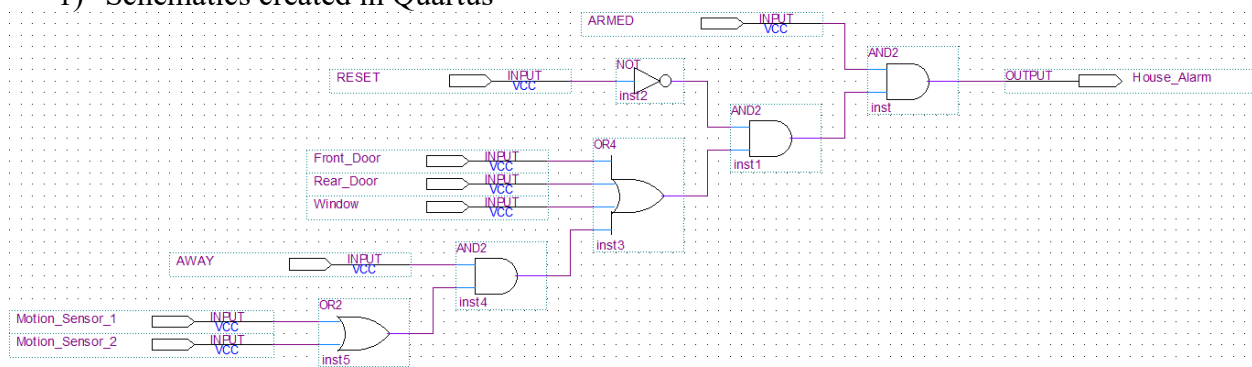 1) Schematics created in Quartus
ARMED INPUT VCC
AND2
RESET INPUT VCC
NOT
inst2
OUTPUT House_Alarm
inst
AND2
inst1
OR4
Front_Door INPUT VCC
Rear_Door INPUT VCC
Window INPUT VCC
inst3
AND2
AWAY INPUT VCC
inst4
OR2
Motion_Sensor_1 INPUT VCC
Motion_Sensor_2 INPUT VCC
inst5